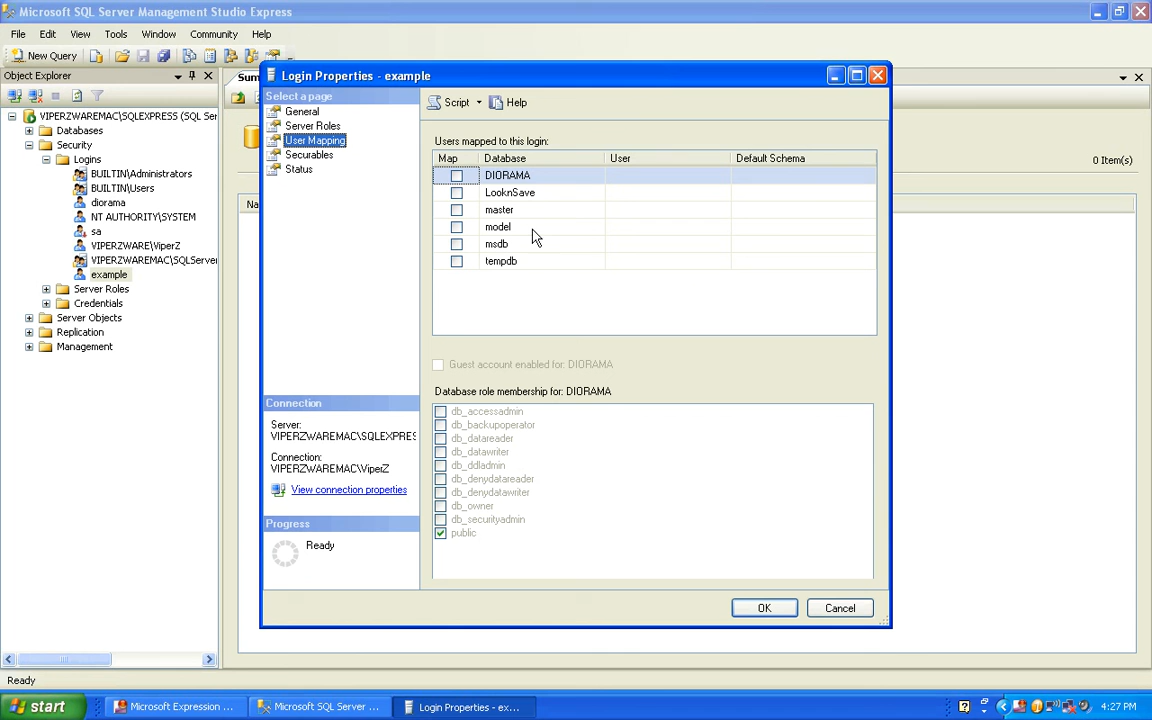 Microsoft SQL Server Management Studio Express
File Edit View Tools Window Community Help
New Query
Object Explorer
VIPERZWAREMAC\SQLEXPRESS (SQL Ser
Databases
Security
Logins
BUILTIN\Administrators
BUILTIN\Users
diorama
NT AUTHORITY\SYSTEM
sa
VIPERZWARE\ViperZ
VIPERZWAREMAC\SQLServer
example
Server Roles
Credentials
Server Objects
Replication
Management
Sum
0 Item(s)
Na
Login Properties - example
Select a page
General
Server Roles
User Mapping
Securables
Status
Script Help
Users mapped to this login:
Map Database User Default Schema
DIORAMA
LooknSave
master
model
msdb
tempdb
Guest account enabled for: DIORAMA
Database role membership for: DIORAMA
db_accessadmin
db_backupoperator
db_datareader
db_datawriter
db_ddladmin
db_denydatareader
db_denydatawriter
db_owner
db_securityadmin
public
Connection
Server:
VIPERZWAREMAC\SQLEXPRES
Connection:
VIPERZWAREMAC\ViperZ
View connection properties
Progress
Ready
OK Cancel
Ready
start Microsoft Expression ... Microsoft SQL Server ... Login Properties - ex... 4:27 PM